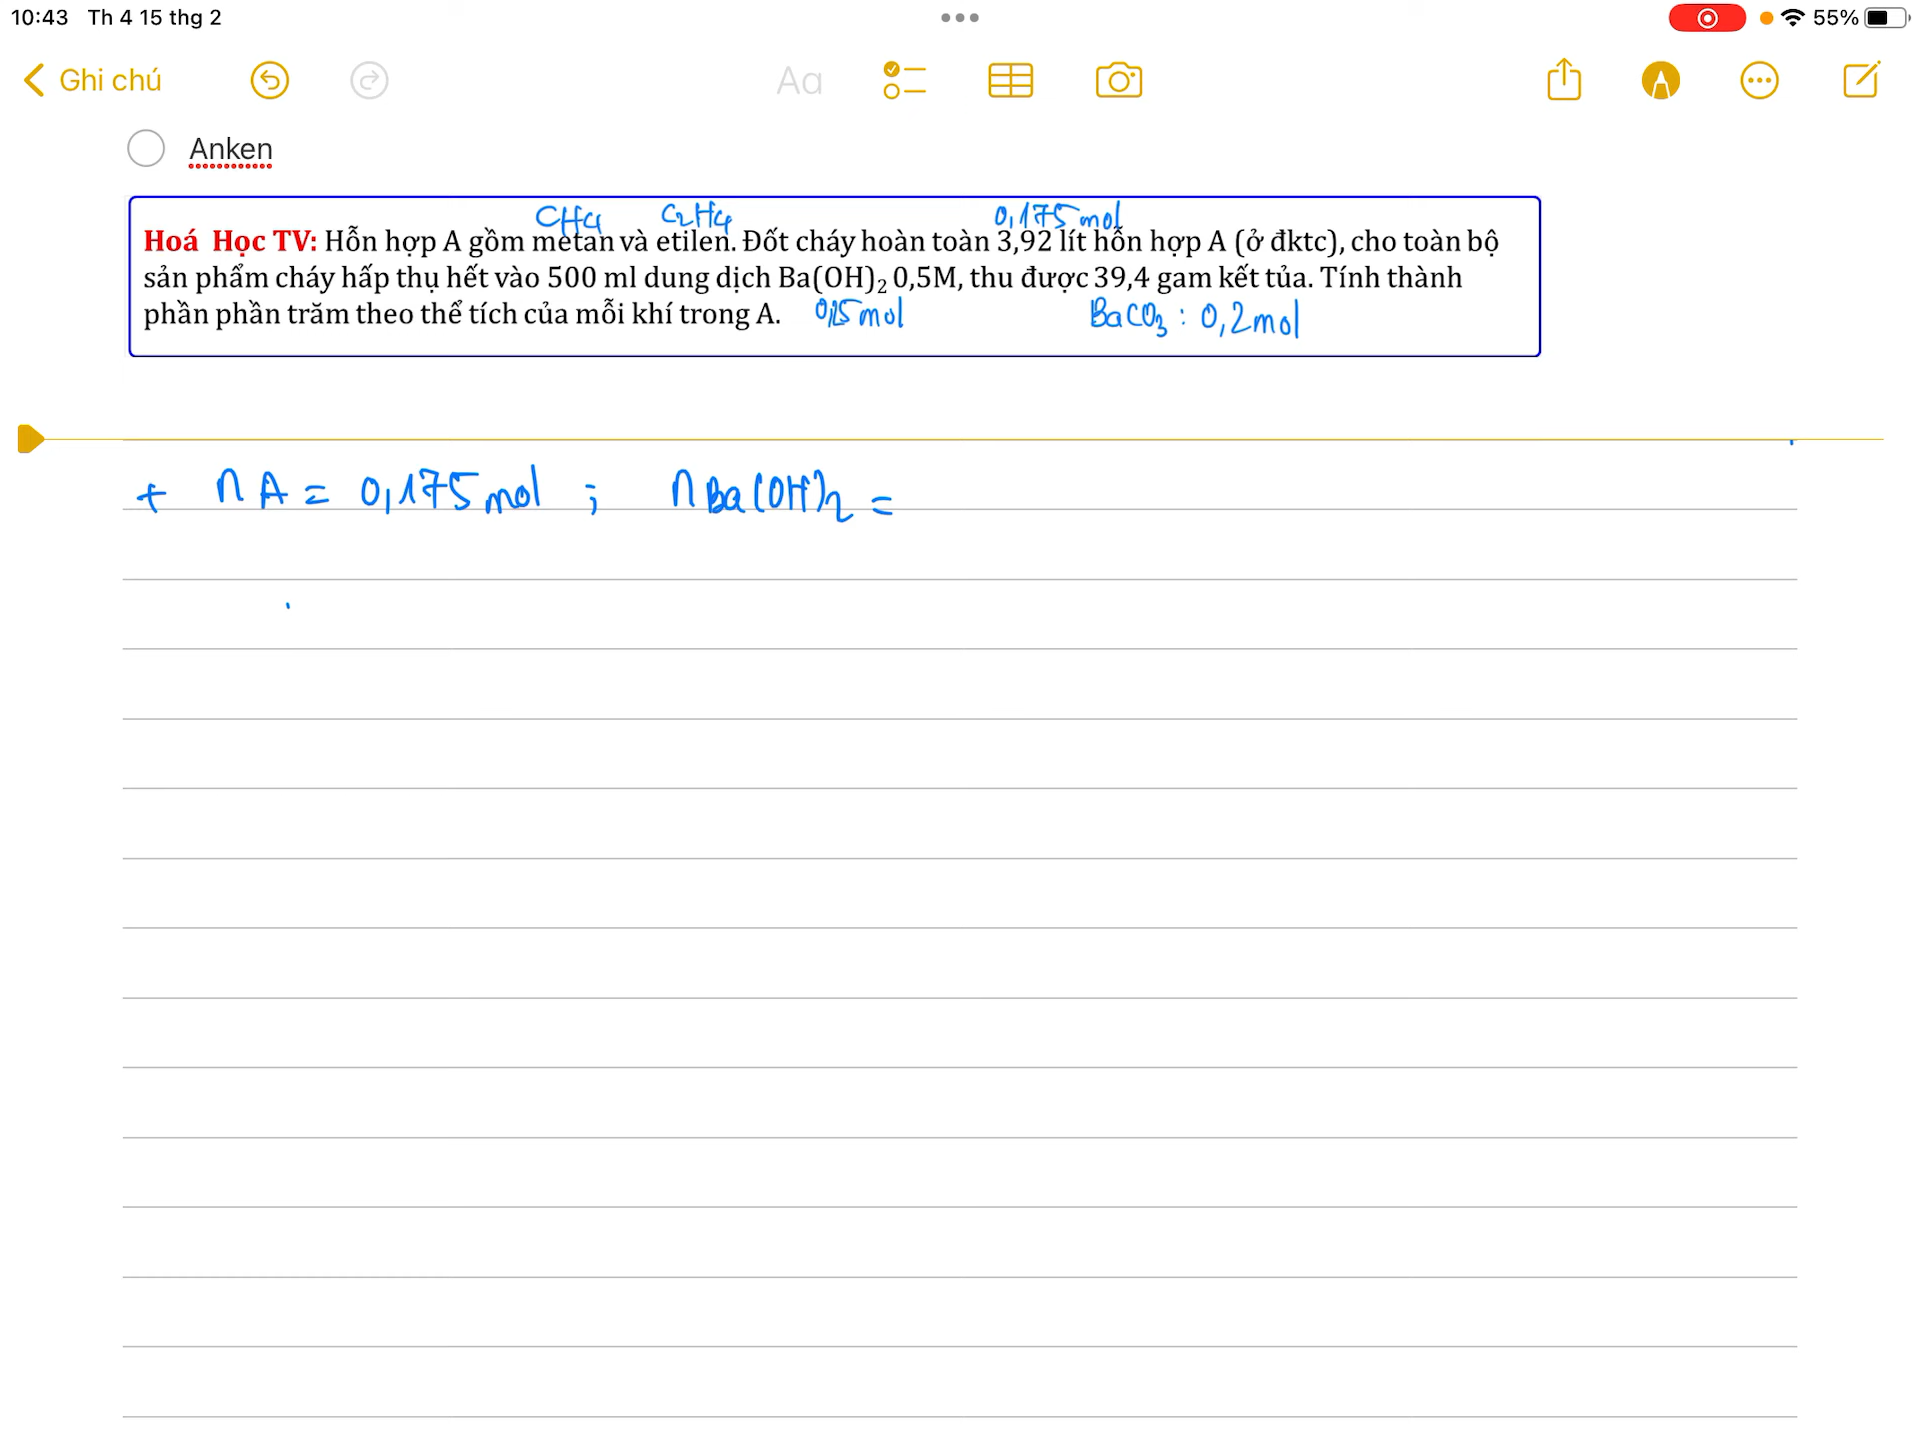 10:43 Th 4 15 thg 2
55%
Ghi chú
Aa
Anken
CH4 C2H4 0,175 mol
Hoá Học TV: Hỗn hợp A gồm metan và etilen. Đốt cháy hoàn toàn 3,92 lít hỗn hợp A (ở đktc), cho toàn bộ
sản phẩm cháy hấp thụ hết vào 500 ml dung dịch Ba(OH)₂ 0,5M, thu được 39,4 gam kết tủa. Tính thành
phần phần trăm theo thể tích của mỗi khí trong A. 0,25 mol BaCO3 : 0,2 mol
+ nA = 0,175 mol ; nBa(OH)2 =